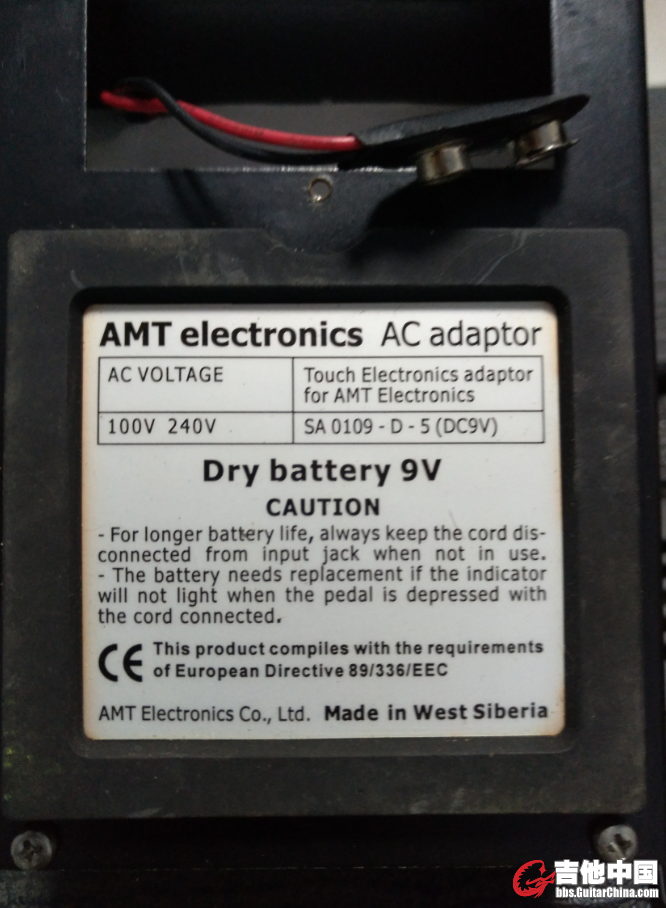 AMT electronics AC adaptor
AC VOLTAGE
Touch Electronics adaptor
for AMT Electronics
100V 240V
SA 0109 - D - 5 (DC9V)
Dry battery 9V
CAUTION
- For longer battery life, always keep the cord dis-
connected from input jack when not in use.
- The battery needs replacement if the indicator
will not light when the pedal is depressed with
the cord connected.
CE This product compiles with the requirements
of European Directive 89/336/EEC
AMT Electronics Co., Ltd. Made in West Siberia
吉他中国
bbs.GuitarChina.com